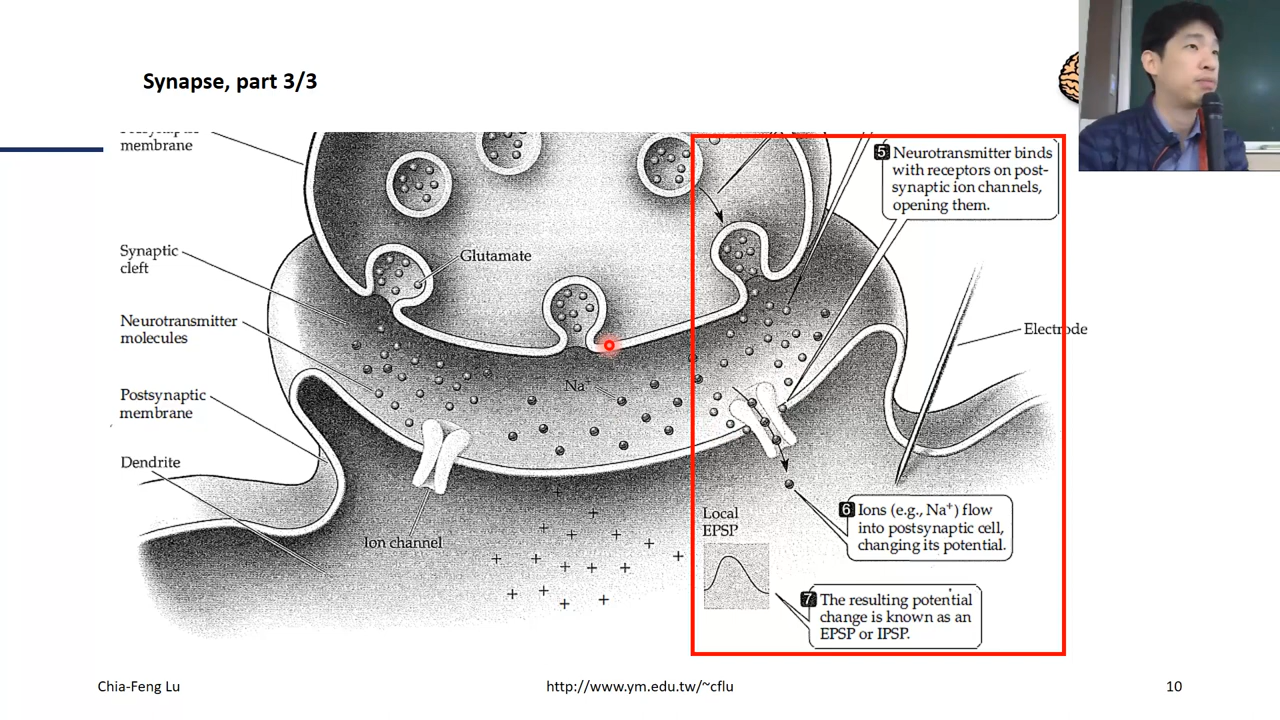 Synapse, part 3/3
membrane
Synaptic
cleft
Neurotransmitter
molecules
Postsynaptic
membrane
Dendrite
Glutamate
Na+
Ion channel
5 Neurotransmitter binds
with receptors on post-
synaptic ion channels,
opening them.
Electrode
Local
EPSP
6 Ions (e.g., Na+) flow
into postsynaptic cell,
changing its potential.
7 The resulting potential
change is known as an
EPSP or IPSP.
Chia-Feng Lu
http://www.ym.edu.tw/~cflu
10